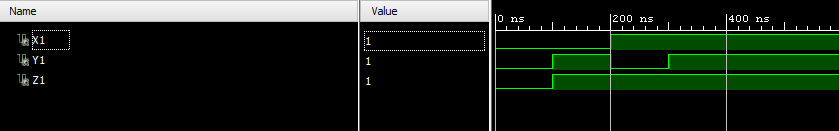 Name Value
0 ns 200 ns 400 ns
X1 1
Y1 1
Z1 1